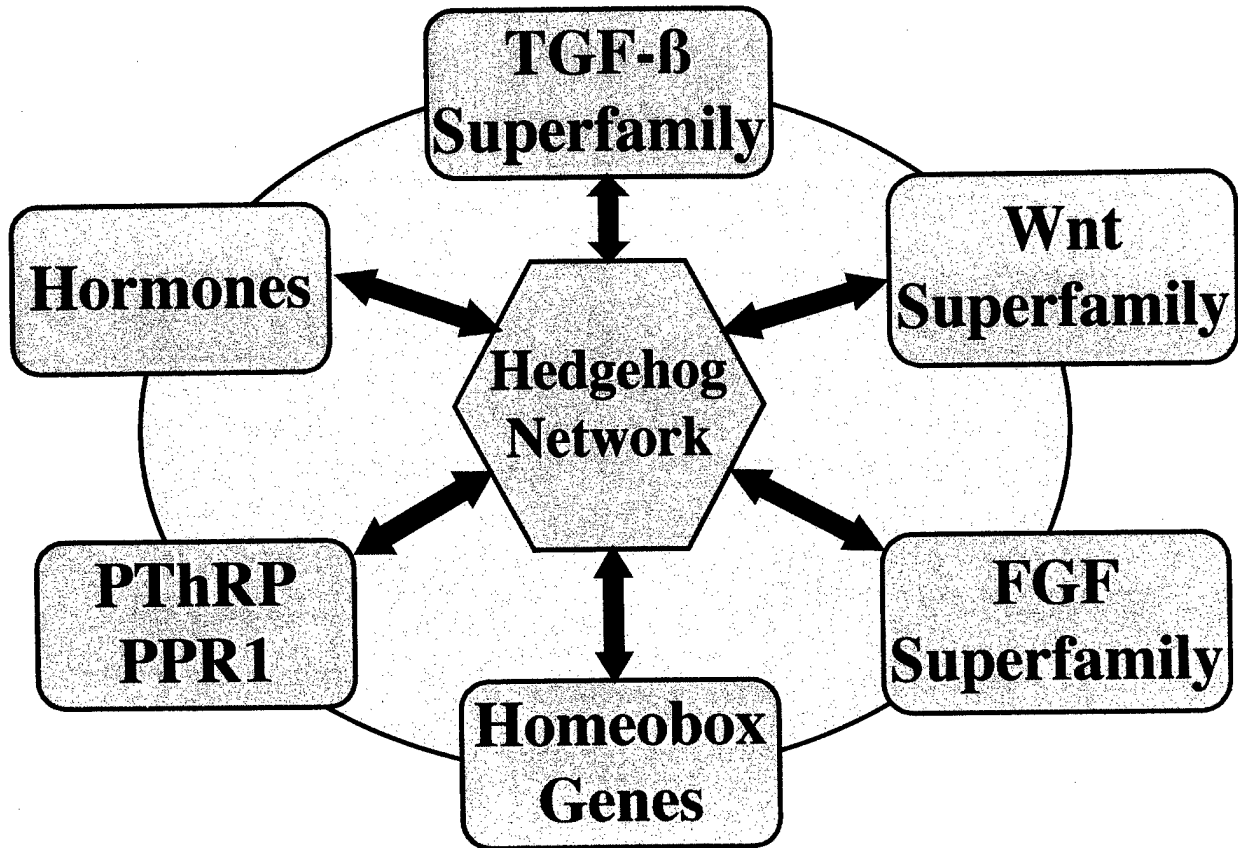 TGF-ß
Superfamily
Wnt
Superfamily
Hormones
Hedgehog
Network
PThRP
PPR1
FGF
Superfamily
Homeobox
Genes